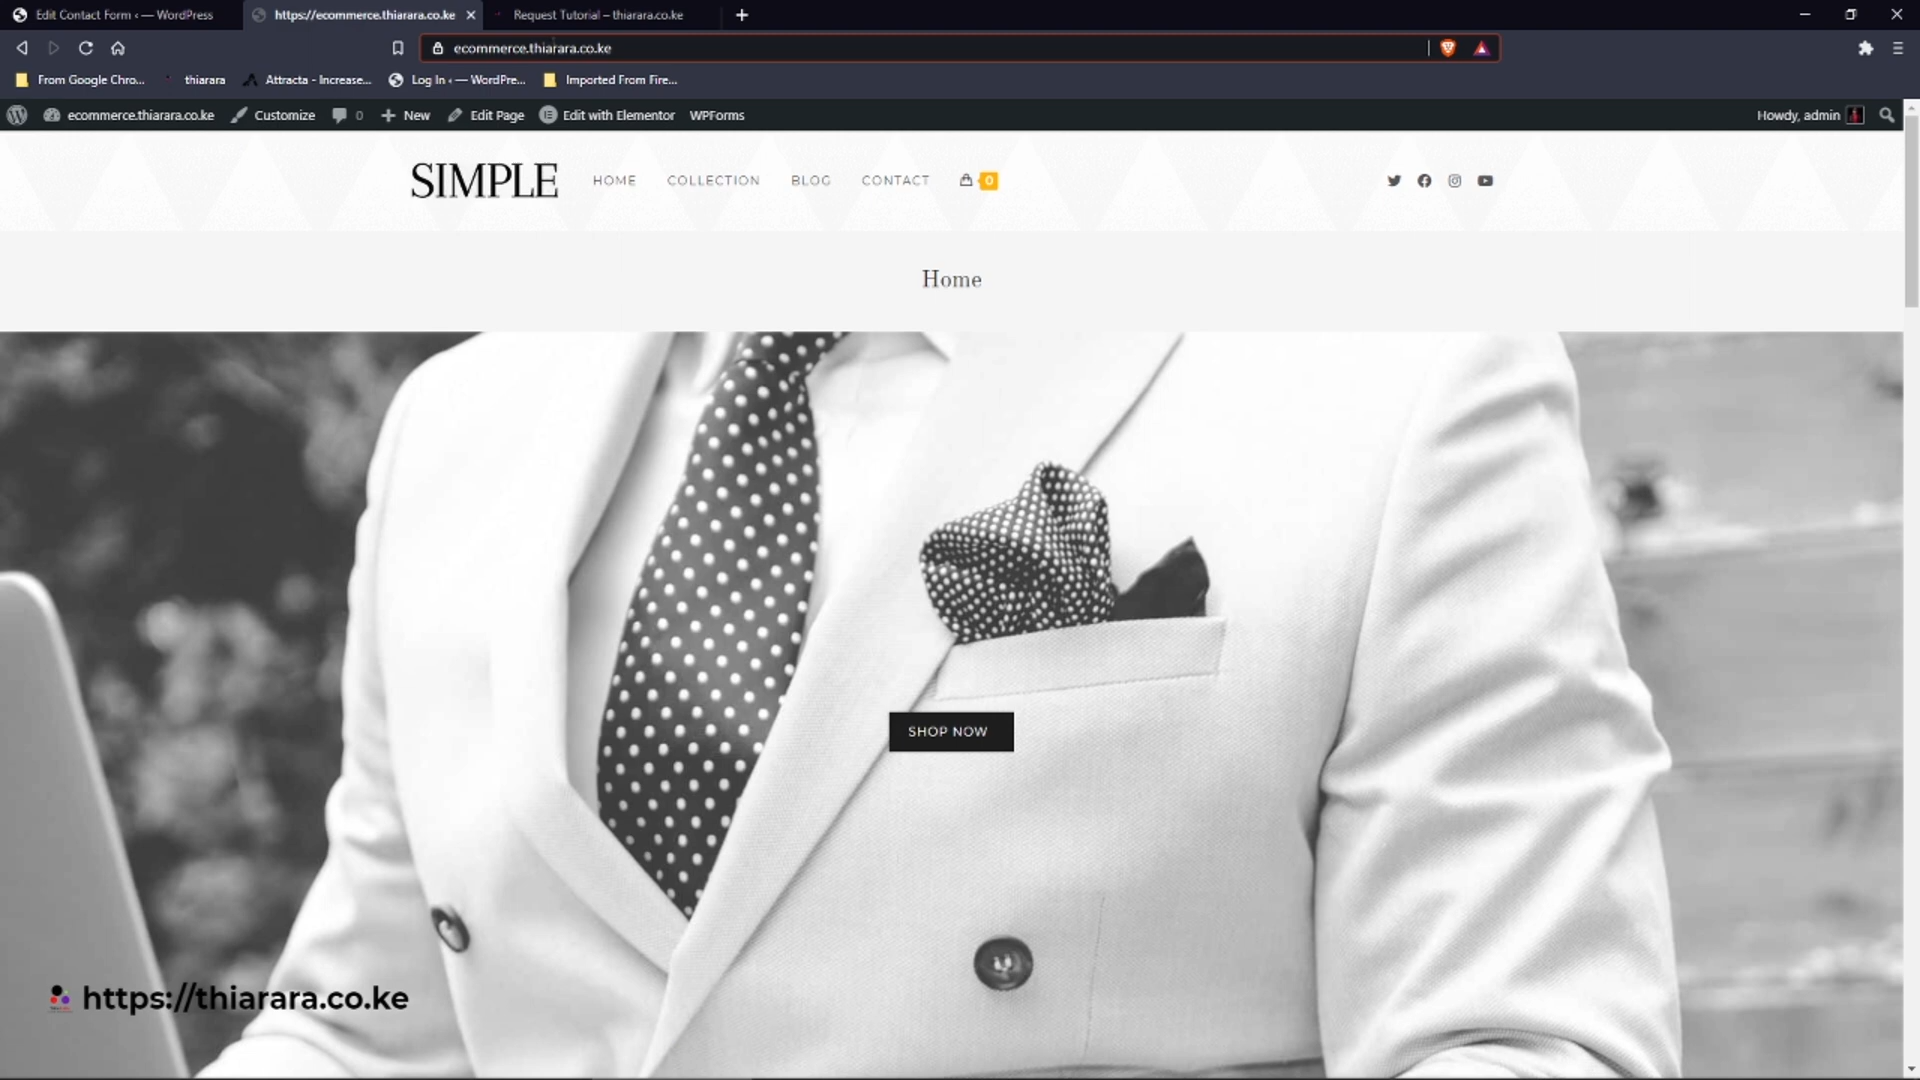 Edit Contact Form ‹ — WordPress
https://ecommerce.thiarara.co.ke
Request Tutorial – thiarara.co.ke
ecommerce.thiarara.co.ke
From Google Chro...
thiarara
Attracta - Increase...
Log In ‹ — WordPre...
Imported From Fire...
ecommerce.thiarara.co.ke
Customize
0
New
Edit Page
Edit with Elementor
WPForms
Howdy, admin
SIMPLE
HOME
COLLECTION
BLOG
CONTACT
0
Home
SHOP NOW
https://thiarara.co.ke